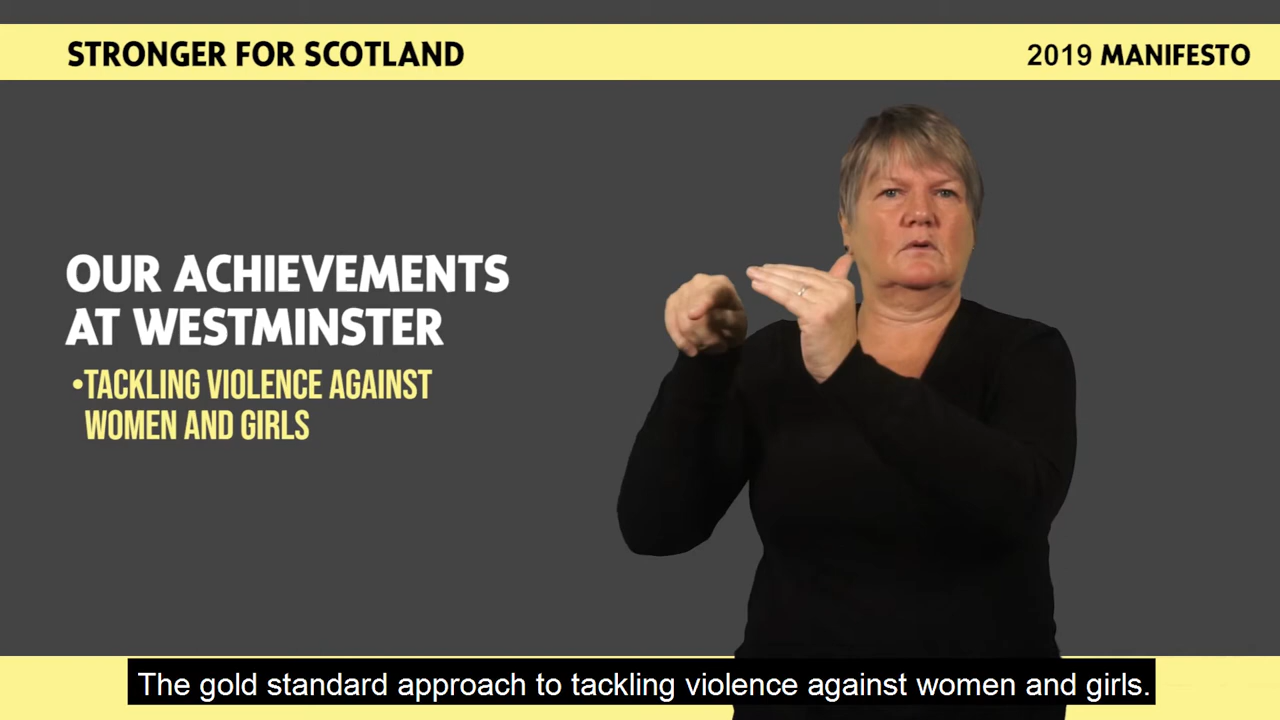 STRONGER FOR SCOTLAND
2019 MANIFESTO
OUR ACHIEVEMENTS
AT WESTMINSTER
•TACKLING VIOLENCE AGAINST
WOMEN AND GIRLS
The gold standard approach to tackling violence against women and girls.